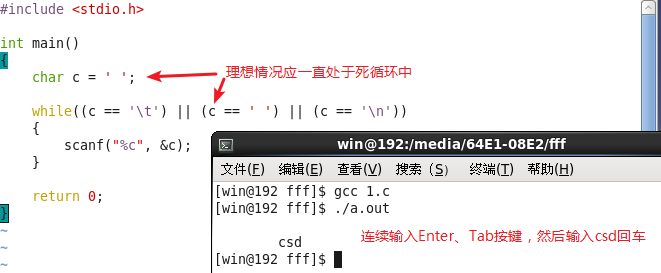 #include <stdio.h>
int main()
{
char c = ' ';
理想情况应一直处于死循环中
while((c == '\t') || (c == ' ') || (c == '\n'))
{
scanf("%c", &c);
}
return 0;
}
~
~
~
win@192:/media/64E1-08E2/fff
文件(F) 编辑(E) 查看(V) 搜索(S) 终端(T) 帮助(H)
[win@192 fff]$ gcc 1.c
[win@192 fff]$ ./a.out
连续输入Enter、Tab按键，然后输入csd回车
csd
[win@192 fff]$